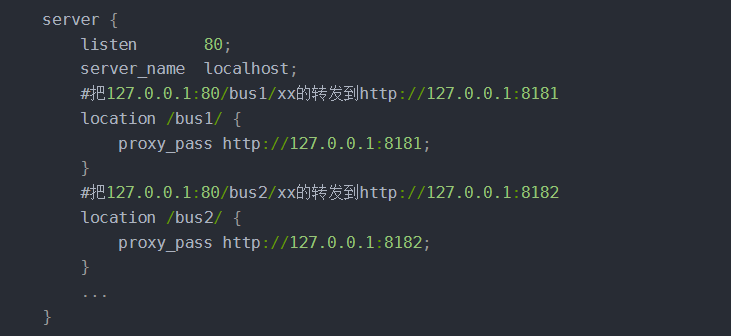 server {
    listen       80;
    server_name  localhost;
    #把127.0.0.1:80/bus1/xx的转发到http://127.0.0.1:8181
    location /bus1/ {
        proxy_pass http://127.0.0.1:8181;
    }
    #把127.0.0.1:80/bus2/xx的转发到http://127.0.0.1:8182
    location /bus2/ {
        proxy_pass http://127.0.0.1:8182;
    }
    ...
}